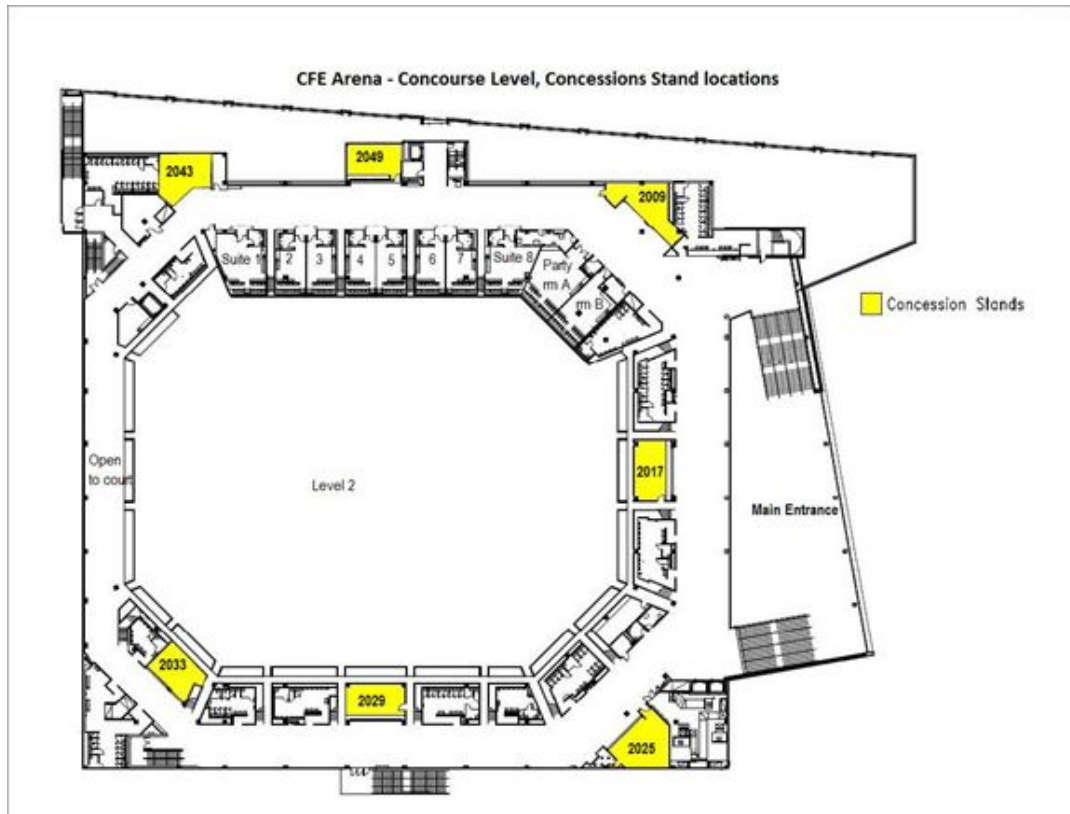 CFE Arena - Concourse Level, Concessions Stand locations
2043
2049
2009
Suite 1
2
3
4
5
6
7
Suite 8
Party
rm A
rm B
Concession Stands
2017
Open
to court
Level 2
Main Entrance
2033
2029
2025